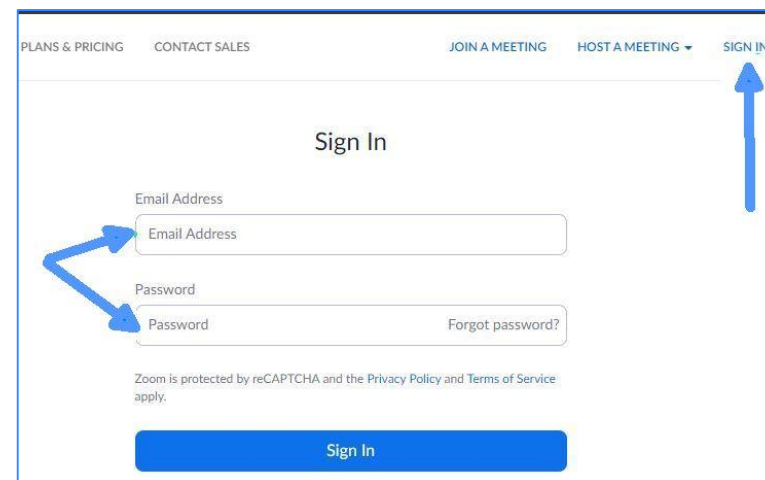 PLANS & PRICING CONTACT SALES JOIN A MEETING HOST A MEETING SIGN IN
Sign In
Email Address
Email Address
Password
Password Forgot password?
Zoom is protected by reCAPTCHA and the Privacy Policy and Terms of Service
apply.
Sign In